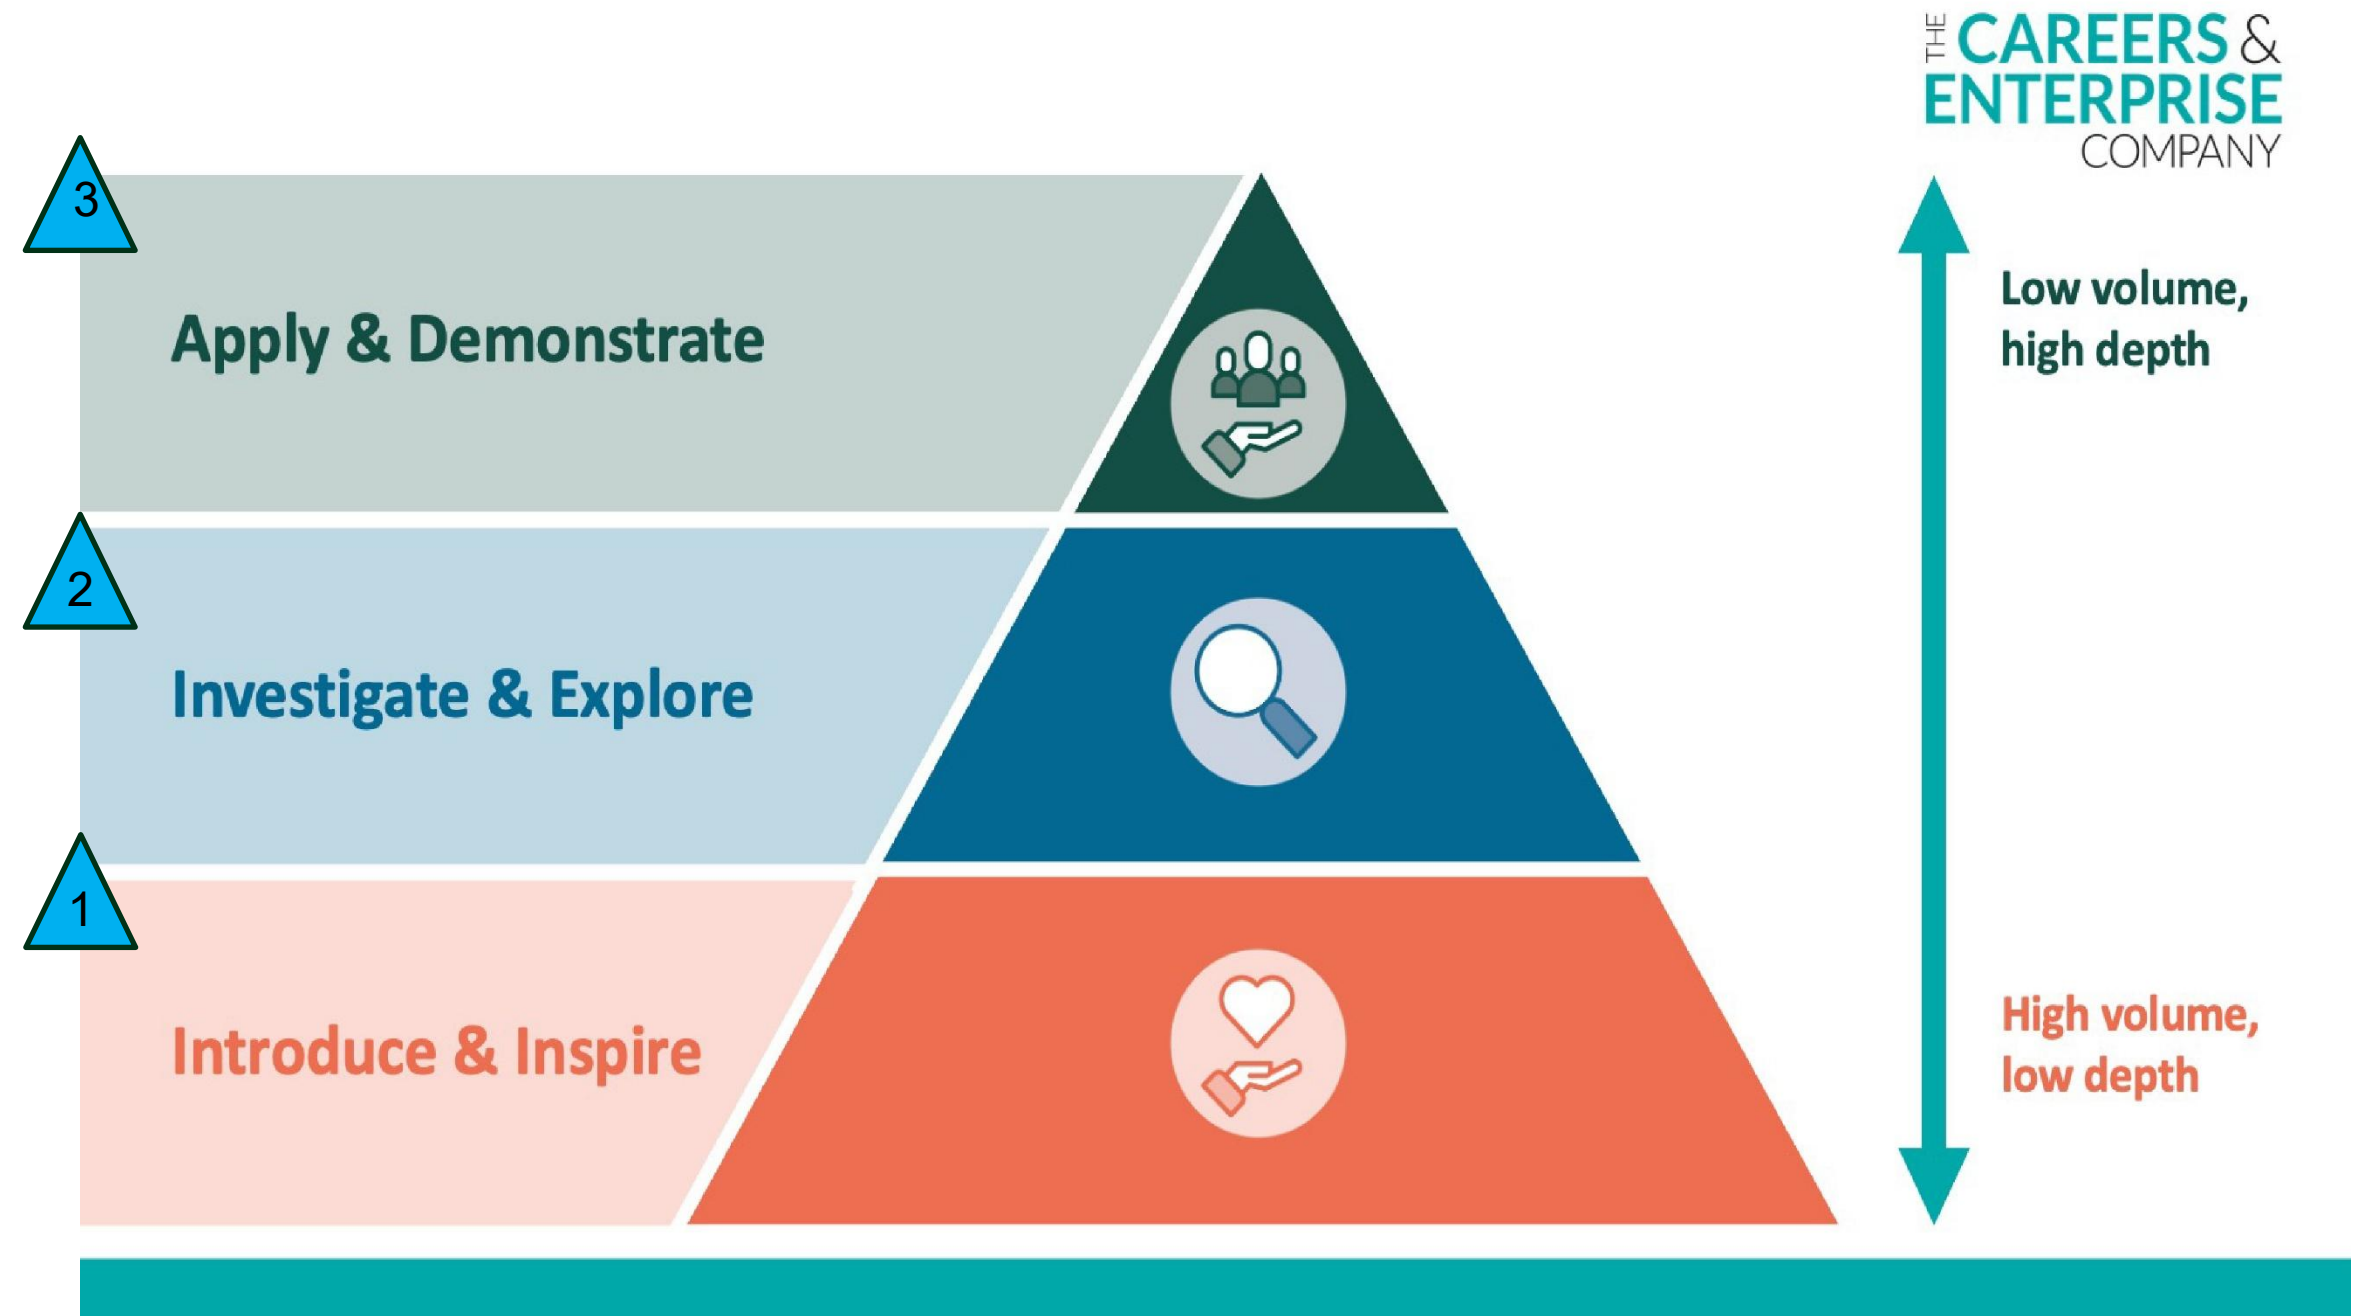 THE CAREERS &
ENTERPRISE
COMPANY
3
Apply & Demonstrate
Low volume,
high depth
2
Investigate & Explore
1
Introduce & Inspire
High volume,
low depth